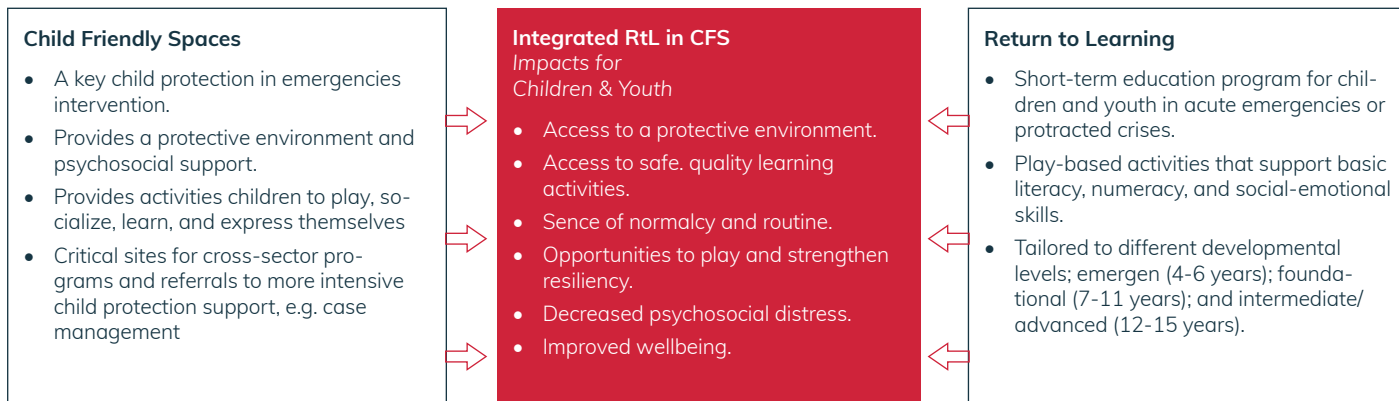 Child Friendly Spaces
● A key child protection in emergencies
intervention.
● Provides a protective environment and
psychosocial support.
● Provides activities children to play, so-
cialize, learn, and express themselves
● Critical sites for cross-sector pro-
grams and referrals to more intensive
child protection support, e.g. case
management
Integrated RtL in CFS
Impacts for
Children & Youth
● Access to a protective environment.
● Access to safe. quality learning
activities.
● Sence of normalcy and routine.
● Opportunities to play and strengthen
resiliency.
● Decreased psychosocial distress.
● Improved wellbeing.
Return to Learning
● Short-term education program for chil-
dren and youth in acute emergencies or
protracted crises.
● Play-based activities that support basic
literacy, numeracy, and social-emotional
skills.
● Tailored to different developmental
levels; emergen (4-6 years); founda-
tional (7-11 years); and intermediate/
advanced (12-15 years).